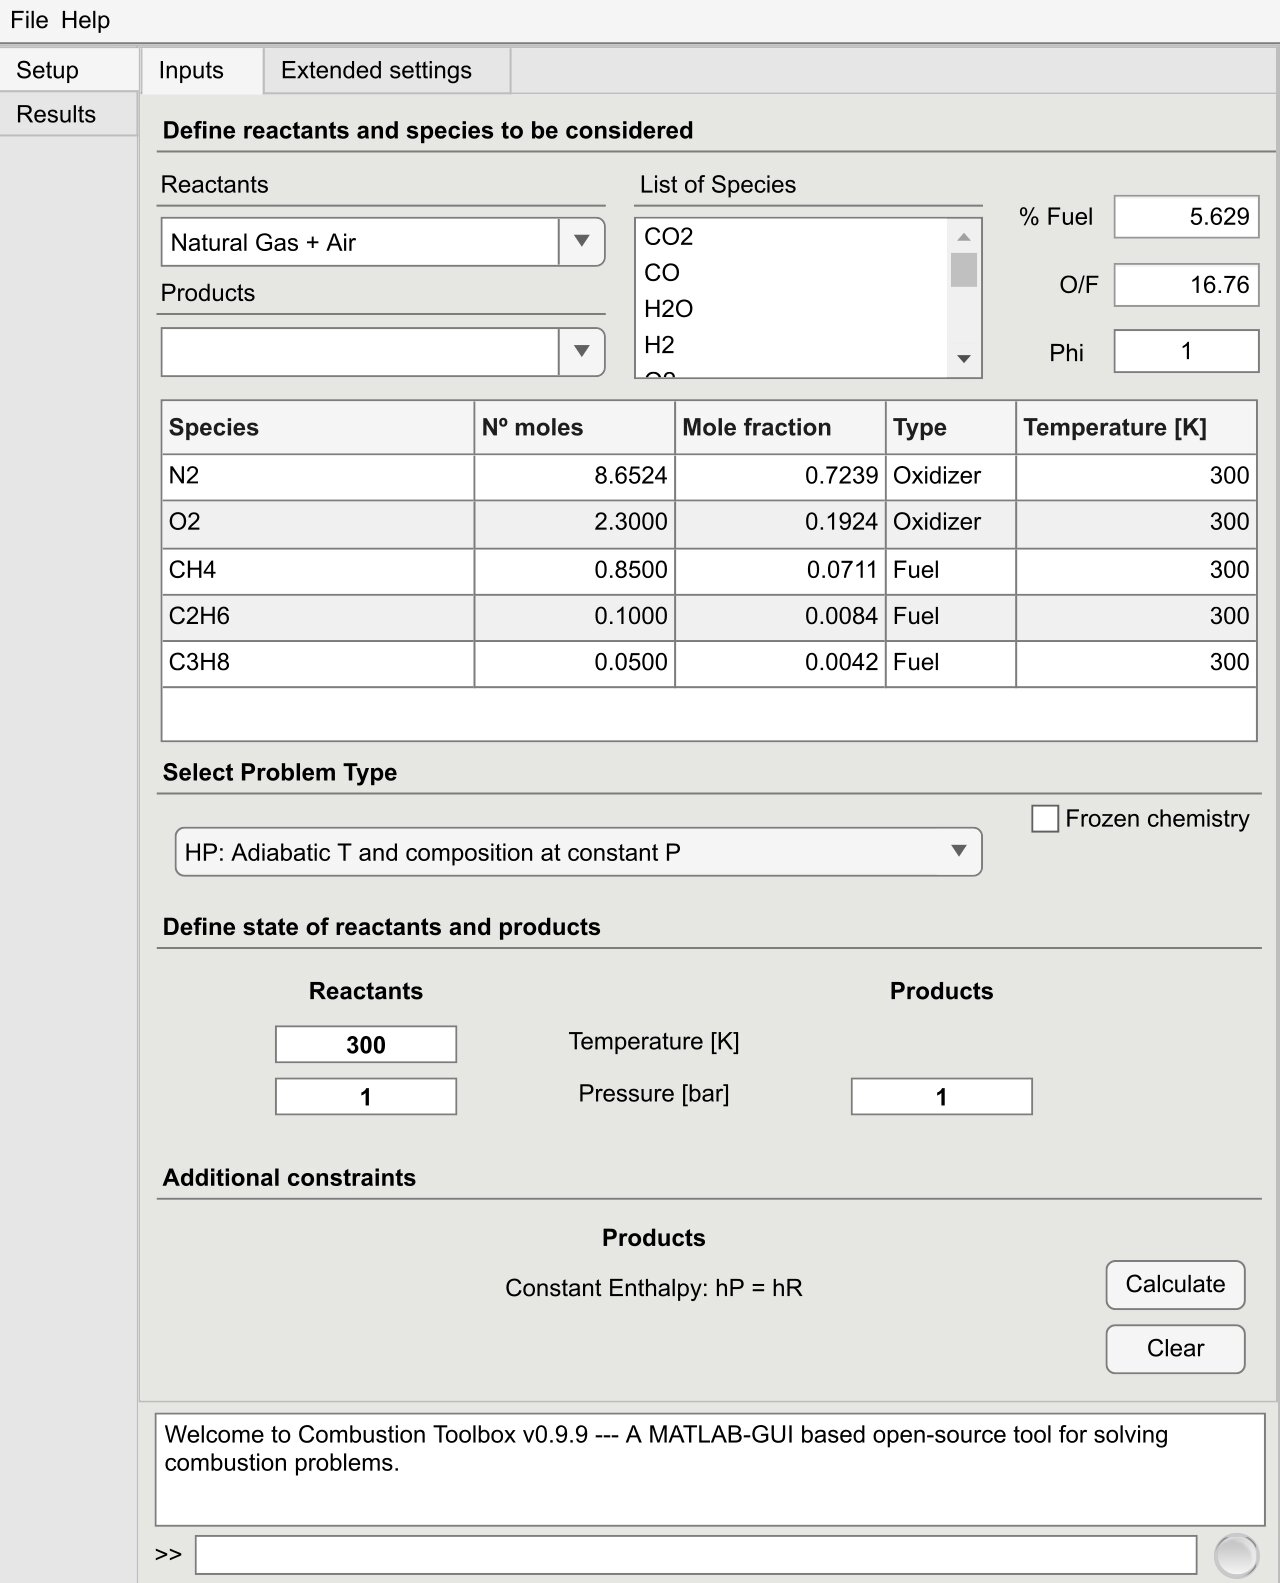 File Help
Setup
Inputs
Extended settings
Results
Define reactants and species to be considered
Reactants
List of Species
Natural Gas + Air
CO2
CO
H2O
H2
% Fuel 5.629
O/F 16.76
Phi 1
Products
Species Nº moles Mole fraction Type Temperature [K]
N2 8.6524 0.7239 Oxidizer 300
O2 2.3000 0.1924 Oxidizer 300
CH4 0.8500 0.0711 Fuel 300
C2H6 0.1000 0.0084 Fuel 300
C3H8 0.0500 0.0042 Fuel 300
Select Problem Type
Frozen chemistry
HP: Adiabatic T and composition at constant P
Define state of reactants and products
Reactants Products
300 Temperature [K]
1 Pressure [bar] 1
Additional constraints
Products
Constant Enthalpy: hP = hR
Calculate
Clear
Welcome to Combustion Toolbox v0.9.9 --- A MATLAB-GUI based open-source tool for solving
combustion problems.
>>